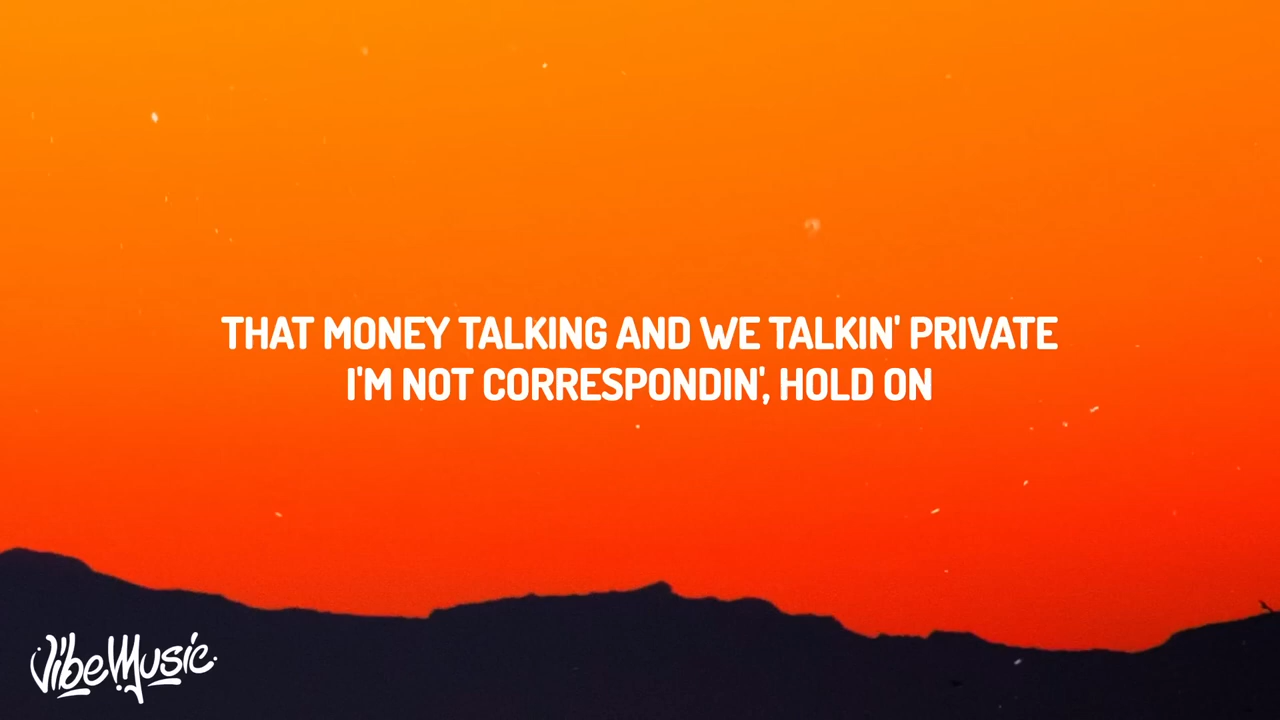 THAT MONEY TALKING AND WE TALKIN' PRIVATE
I'M NOT CORRESPONDIN', HOLD ON
VibeMusic